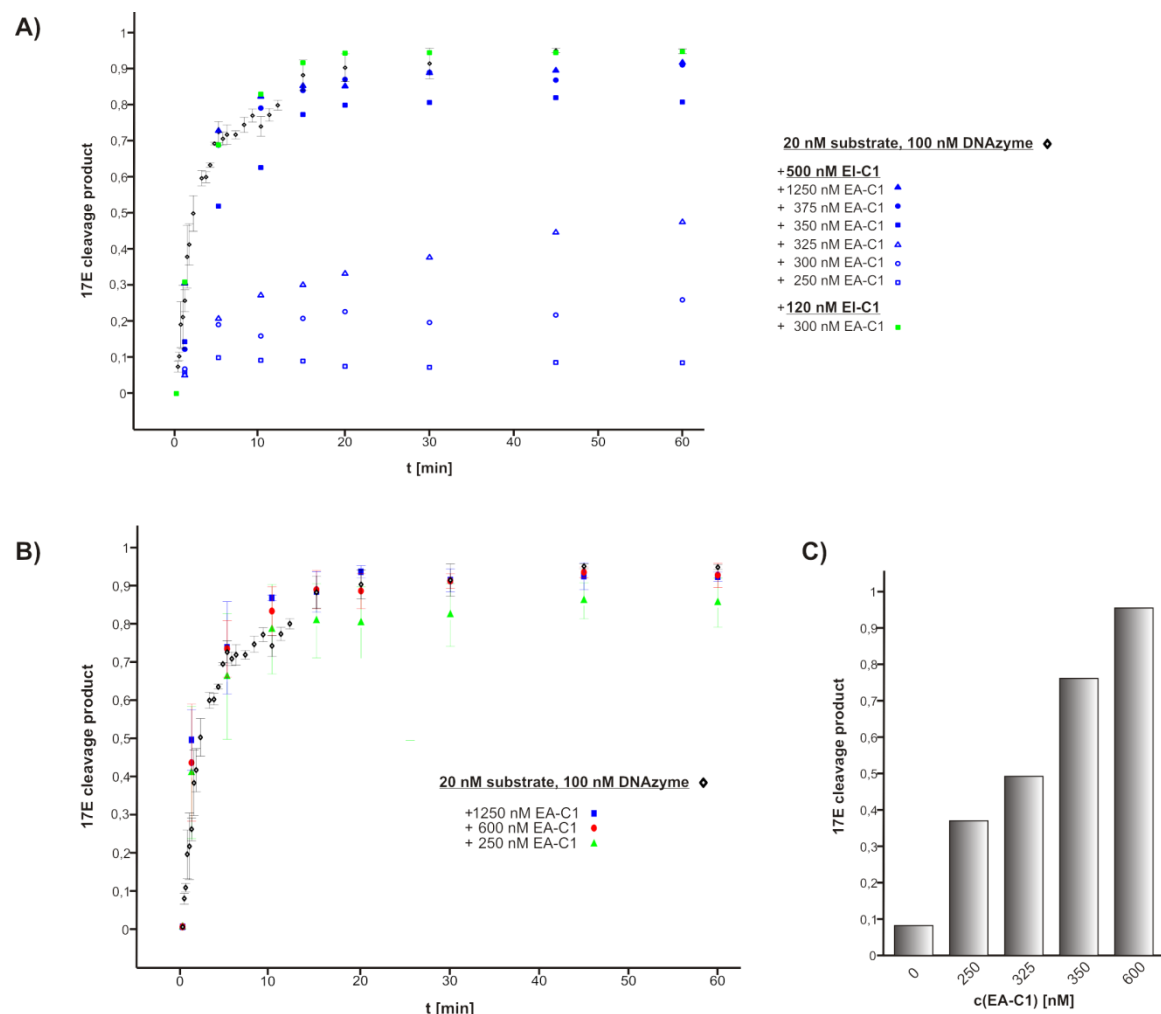 A)
1
0,9
0,8
0,7
0,6
0,5
0,4
0,3
0,2
0,1
0
17E cleavage product
0 10 20 30 40 50 60
t [min]
20 nM substrate, 100 nM DNAzyme
+500 nM EI-C1
+1250 nM EA-C1
+ 375 nM EA-C1
+ 350 nM EA-C1
+ 325 nM EA-C1
+ 300 nM EA-C1
+ 250 nM EA-C1
+120 nM EI-C1
+ 300 nM EA-C1
B)
1
0,9
0,8
0,7
0,6
0,5
0,4
0,3
0,2
0,1
0
17E cleavage product
0 10 20 30 40 50 60
t [min]
20 nM substrate, 100 nM DNAzyme
+1250 nM EA-C1
+ 600 nM EA-C1
+ 250 nM EA-C1
C)
1
0,9
0,8
0,7
0,6
0,5
0,4
0,3
0,2
0,1
0
17E cleavage product
0 250 325 350 600
c(EA-C1) [nM]